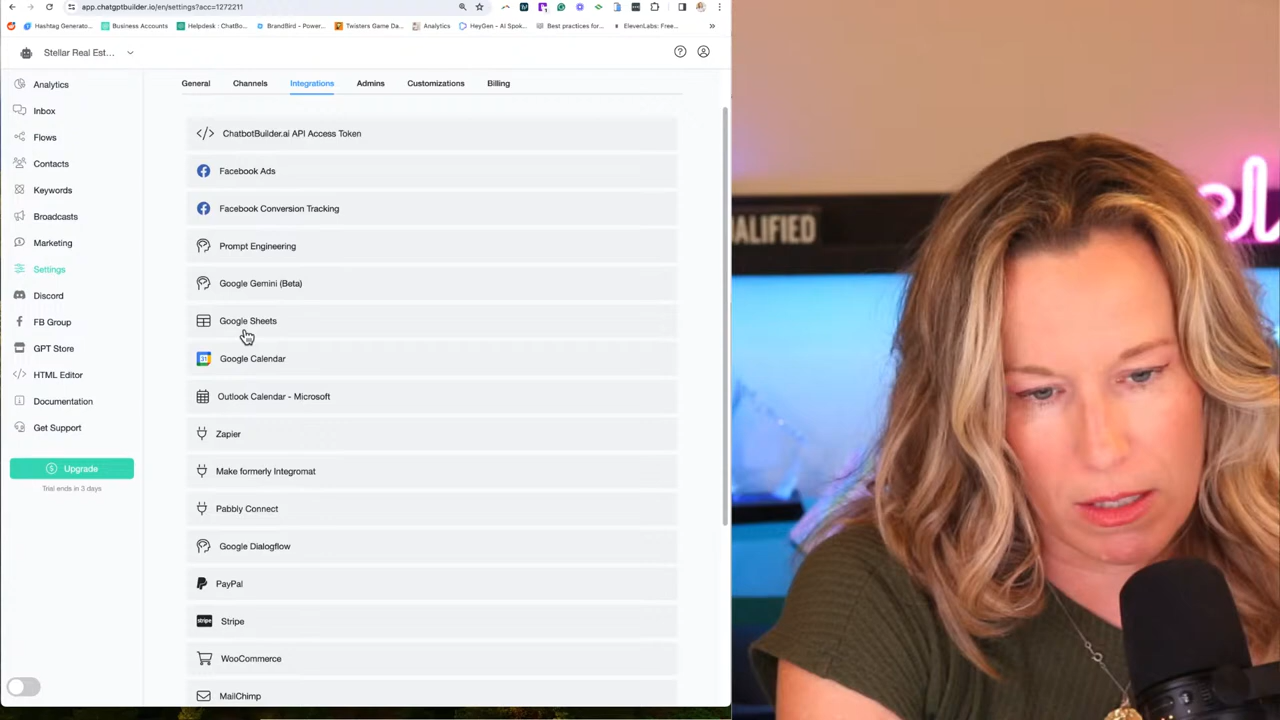 app.chatgptbuilder.io/en/settings?acc=1272211
Hashtag Generato...
Business Accounts
Helpdesk : ChatBo...
BrandBird - Power...
Twisters Game Da...
Analytics
HeyGen - AI Spok...
Best practices for...
ElevenLabs: Free...
Stellar Real Est...
Analytics
Inbox
Flows
Contacts
Keywords
Broadcasts
Marketing
Settings
Discord
FB Group
GPT Store
HTML Editor
Documentation
Get Support
Upgrade
Trial ends in 3 days
General Channels Integrations Admins Customizations Billing
ChatbotBuilder.ai API Access Token
Facebook Ads
Facebook Conversion Tracking
Prompt Engineering
Google Gemini (Beta)
Google Sheets
31 Google Calendar
Outlook Calendar - Microsoft
Zapier
Make formerly Integromat
Pabbly Connect
Google Dialogflow
PayPal
stripe Stripe
WooCommerce
MailChimp
ALIFIED
el